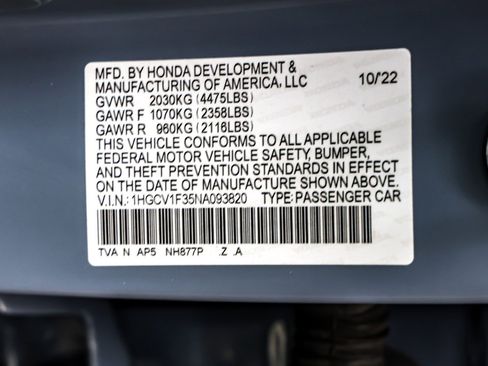 MFD. BY HONDA DEVELOPMENT &
MANUFACTURING OF AMERICA, LLC 10/22
GVWR 2030KG (4475LBS)
GAWR F 1070KG (2358LBS)
GAWR R 960KG (2116LBS)
THIS VEHICLE CONFORMS TO ALL APPLICABLE
FEDERAL MOTOR VEHICLE SAFETY, BUMPER,
AND THEFT PREVENTION STANDARDS IN EFFECT
ON THE DATE OF MANUFACTURE SHOWN ABOVE.
V.I.N.:1HGCV1F35NA093820 TYPE:PASSENGER CAR
TVA N AP5 NH877P .Z .A